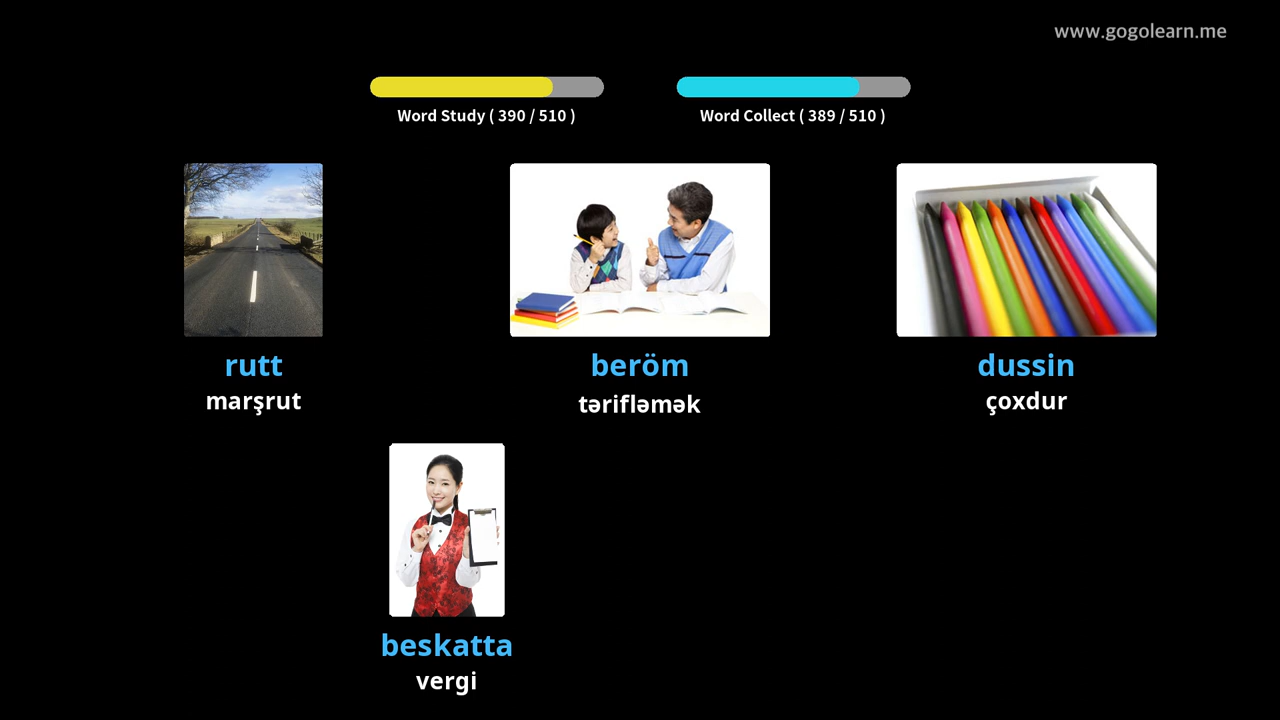 www.gogolearn.me
Word Study ( 390 / 510 )
Word Collect ( 389 / 510 )
rutt
marşrut
beröm
tərifləmək
dussin
çoxdur
beskatta
vergi